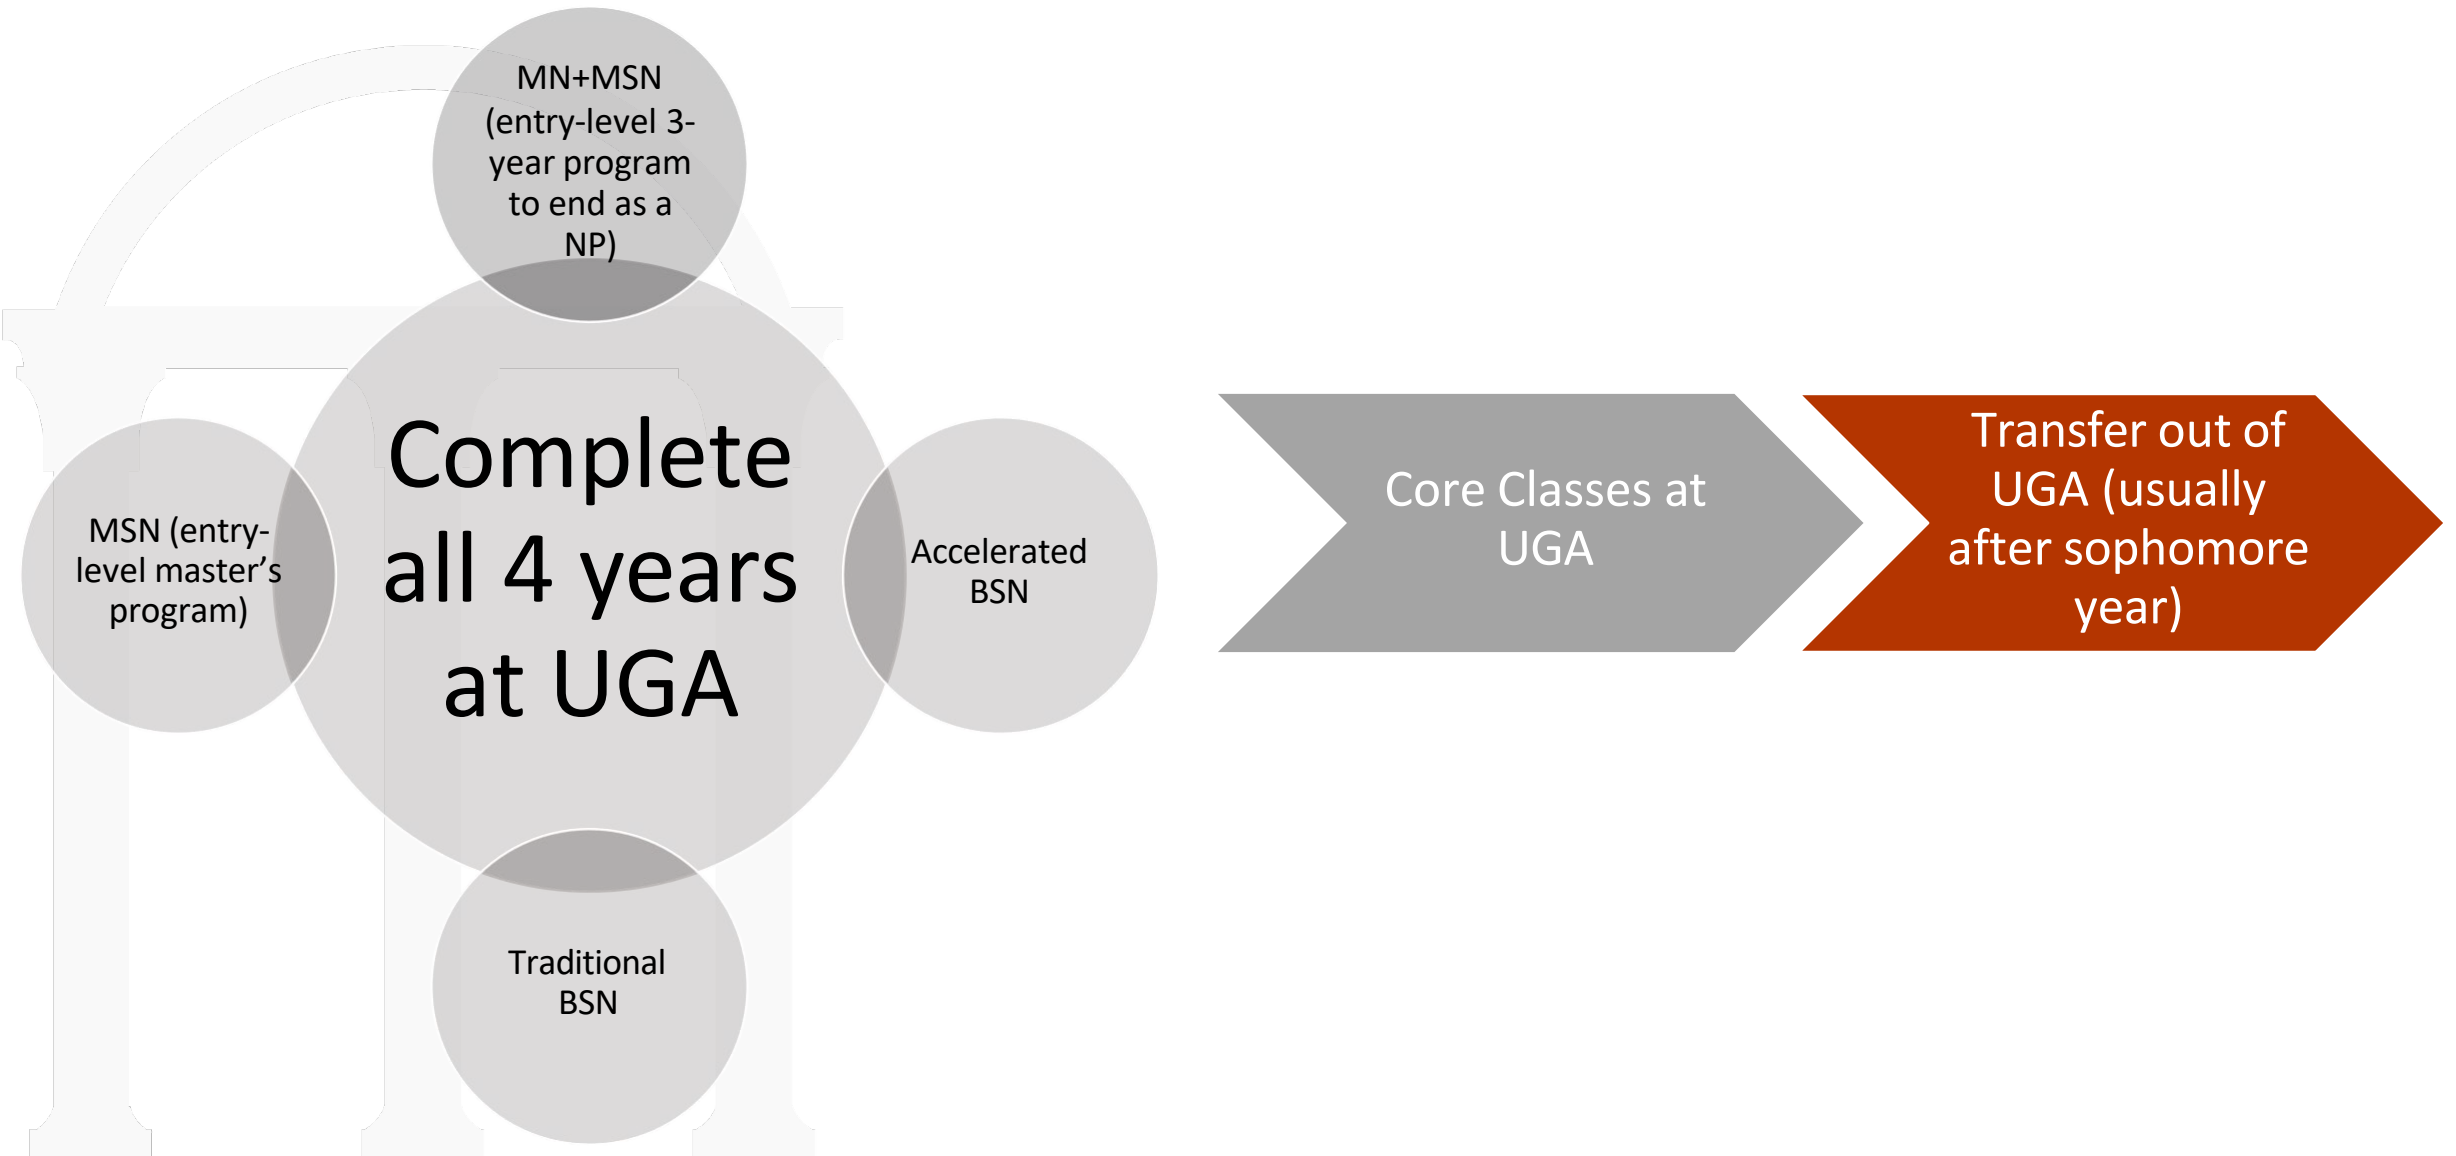 MN+MSN
(entry-level 3-
year program
to end as a
NP)
Complete
all 4 years
at UGA
MSN (entry-
level master’s
program)
Accelerated
BSN
Traditional
BSN
Core Classes at
UGA
Transfer out of
UGA (usually
after sophomore
year)